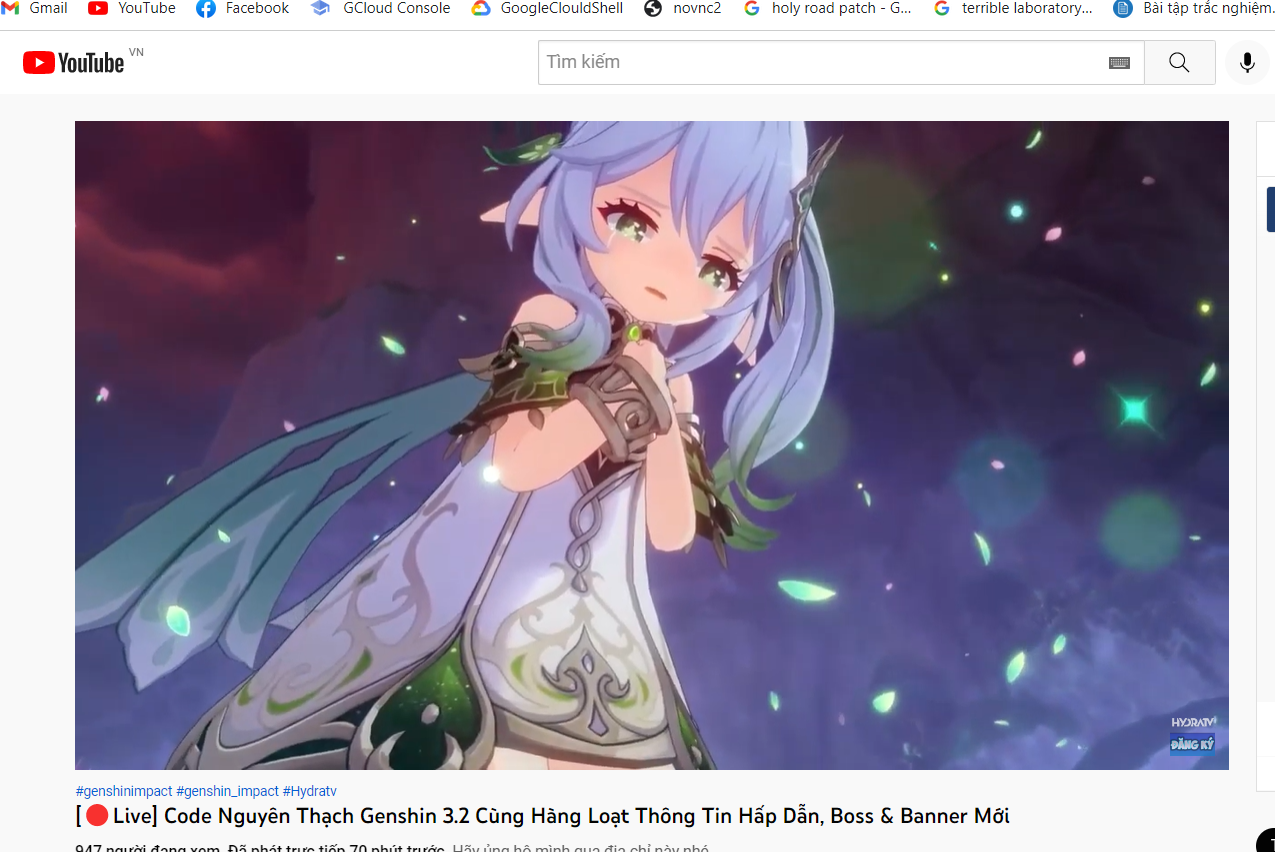 Gmail YouTube Facebook GCloud Console GoogleClouldShell novnc2 holy road patch - G... terrible laboratory... Bài tập trắc nghiệm.
YouTube VN
Tìm kiếm
HYDRATV
ĐĂNG KÝ
#genshinimpact #genshin_impact #Hydratv
[🔴Live] Code Nguyên Thạch Genshin 3.2 Cùng Hàng Loạt Thông Tin Hấp Dẫn, Boss & Banner Mới
947 người đang xem Đã phát trực tiếp 70 phút trước Hãy ủng hộ mình qua địa chỉ này nhé